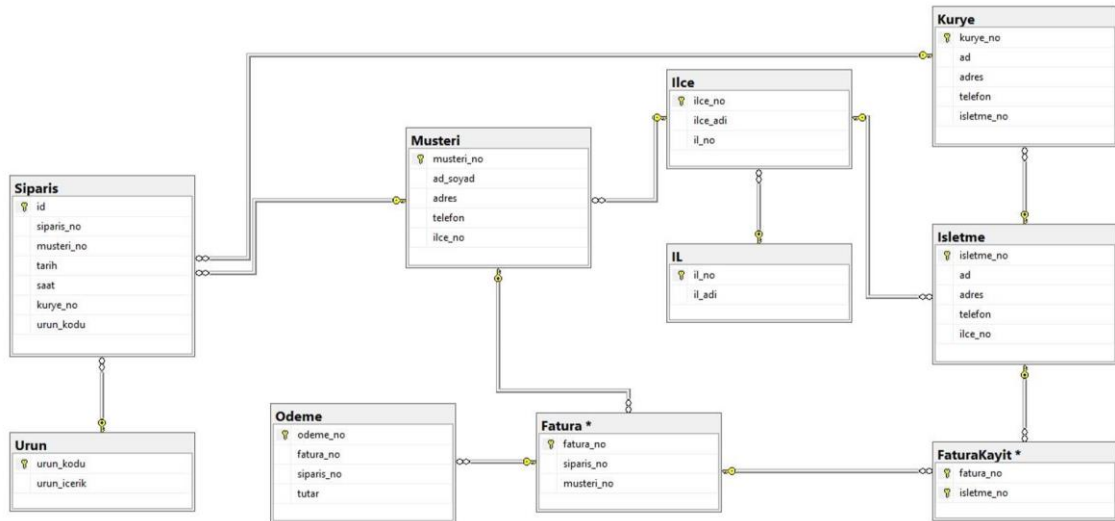 Kurye
kurye_no
ad
adres
telefon
isletme_no
Ilce
ilce_no
ilce_adi
il_no
Musteri
musteri_no
ad_soyad
adres
telefon
ilce_no
Siparis
id
siparis_no
musteri_no
tarih
saat
kurye_no
urun_kodu
Isletme
isletme_no
ad
adres
telefon
ilce_no
IL
il_no
il_adi
Odeme
odeme_no
fatura_no
siparis_no
tutar
Fatura *
fatura_no
siparis_no
musteri_no
Urun
urun_kodu
urun_icerik
FaturaKayit *
fatura_no
isletme_no